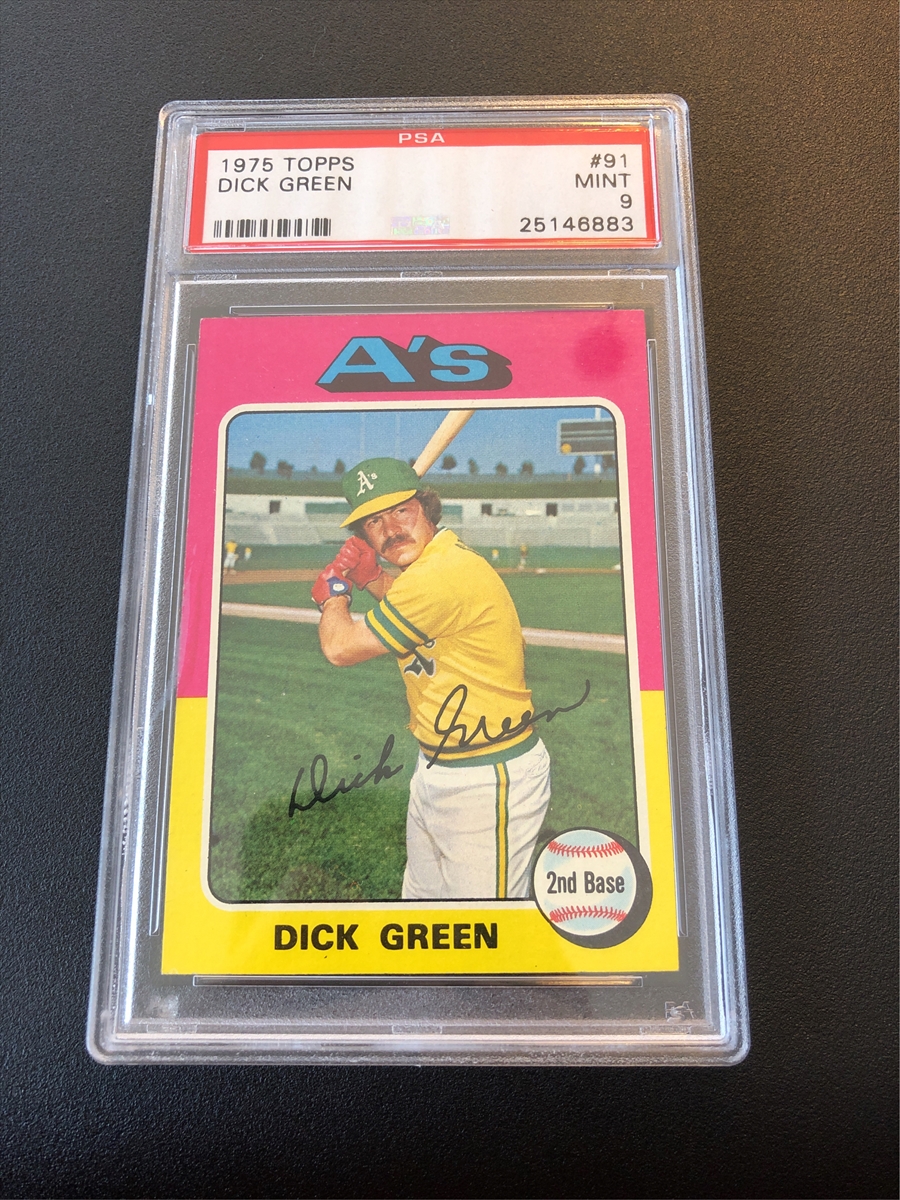 PSA
1975 TOPPS #91
DICK GREEN MINT
9
25146883
A's
A's
Dick Green
2nd Base
DICK GREEN